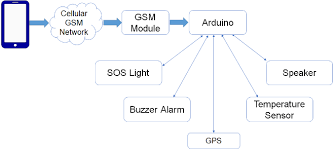 Cellular
GSM
Network
GSM
Module
Arduino
SOS Light
Speaker
Buzzer Alarm
Temperature
Sensor
GPS